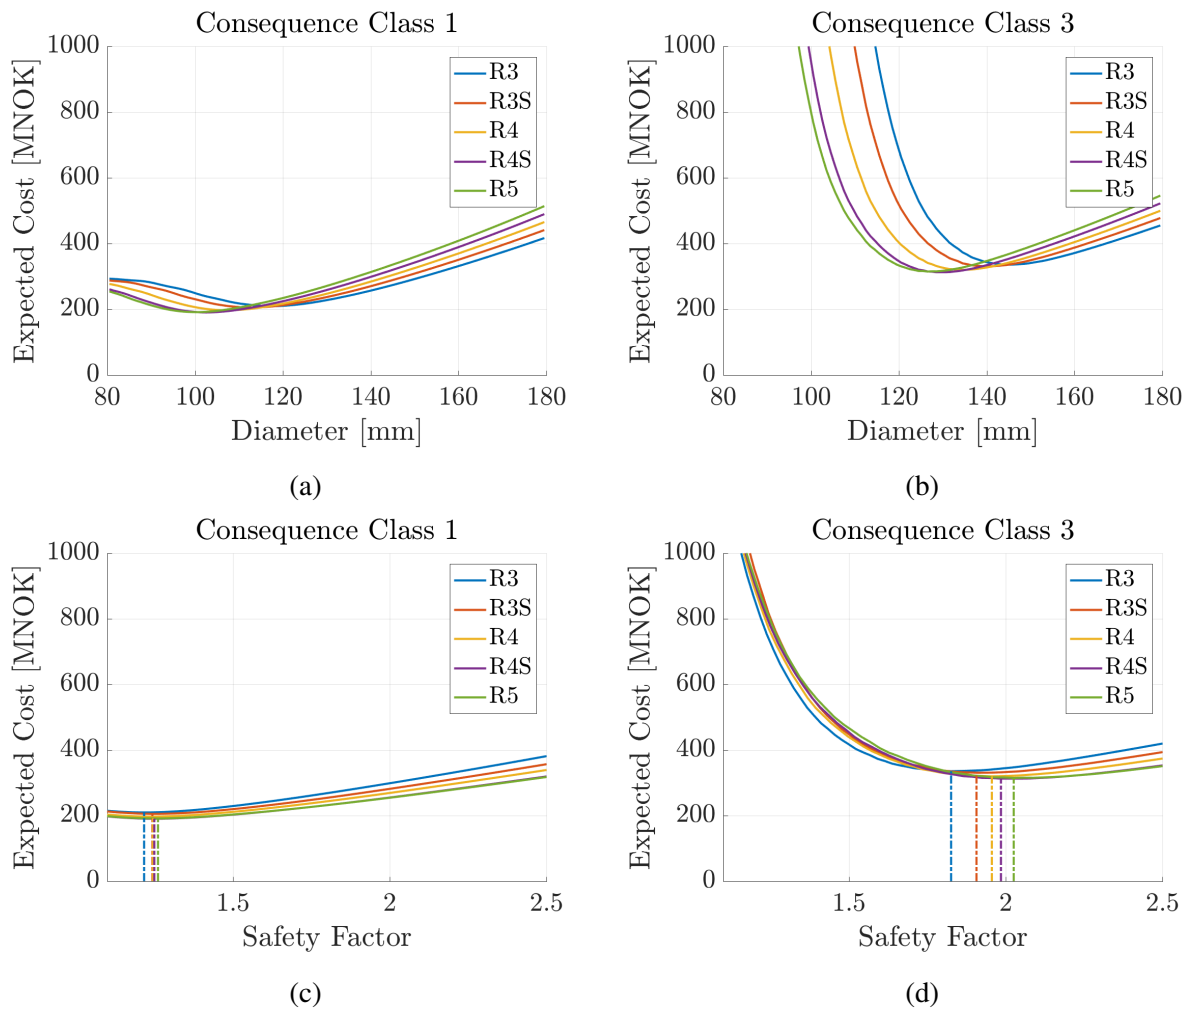 Consequence Class 1
Expected Cost [MNOK]
1000
800
600
400
200
0
R3
R3S
R4
R4S
R5
80 100 120 140 160 180
Diameter [mm]
(a)
Consequence Class 3
Expected Cost [MNOK]
1000
800
600
400
200
0
R3
R3S
R4
R4S
R5
80 100 120 140 160 180
Diameter [mm]
(b)
Consequence Class 1
Expected Cost [MNOK]
1000
800
600
400
200
0
R3
R3S
R4
R4S
R5
1.5 2 2.5
Safety Factor
(c)
Consequence Class 3
Expected Cost [MNOK]
1000
800
600
400
200
0
R3
R3S
R4
R4S
R5
1.5 2 2.5
Safety Factor
(d)